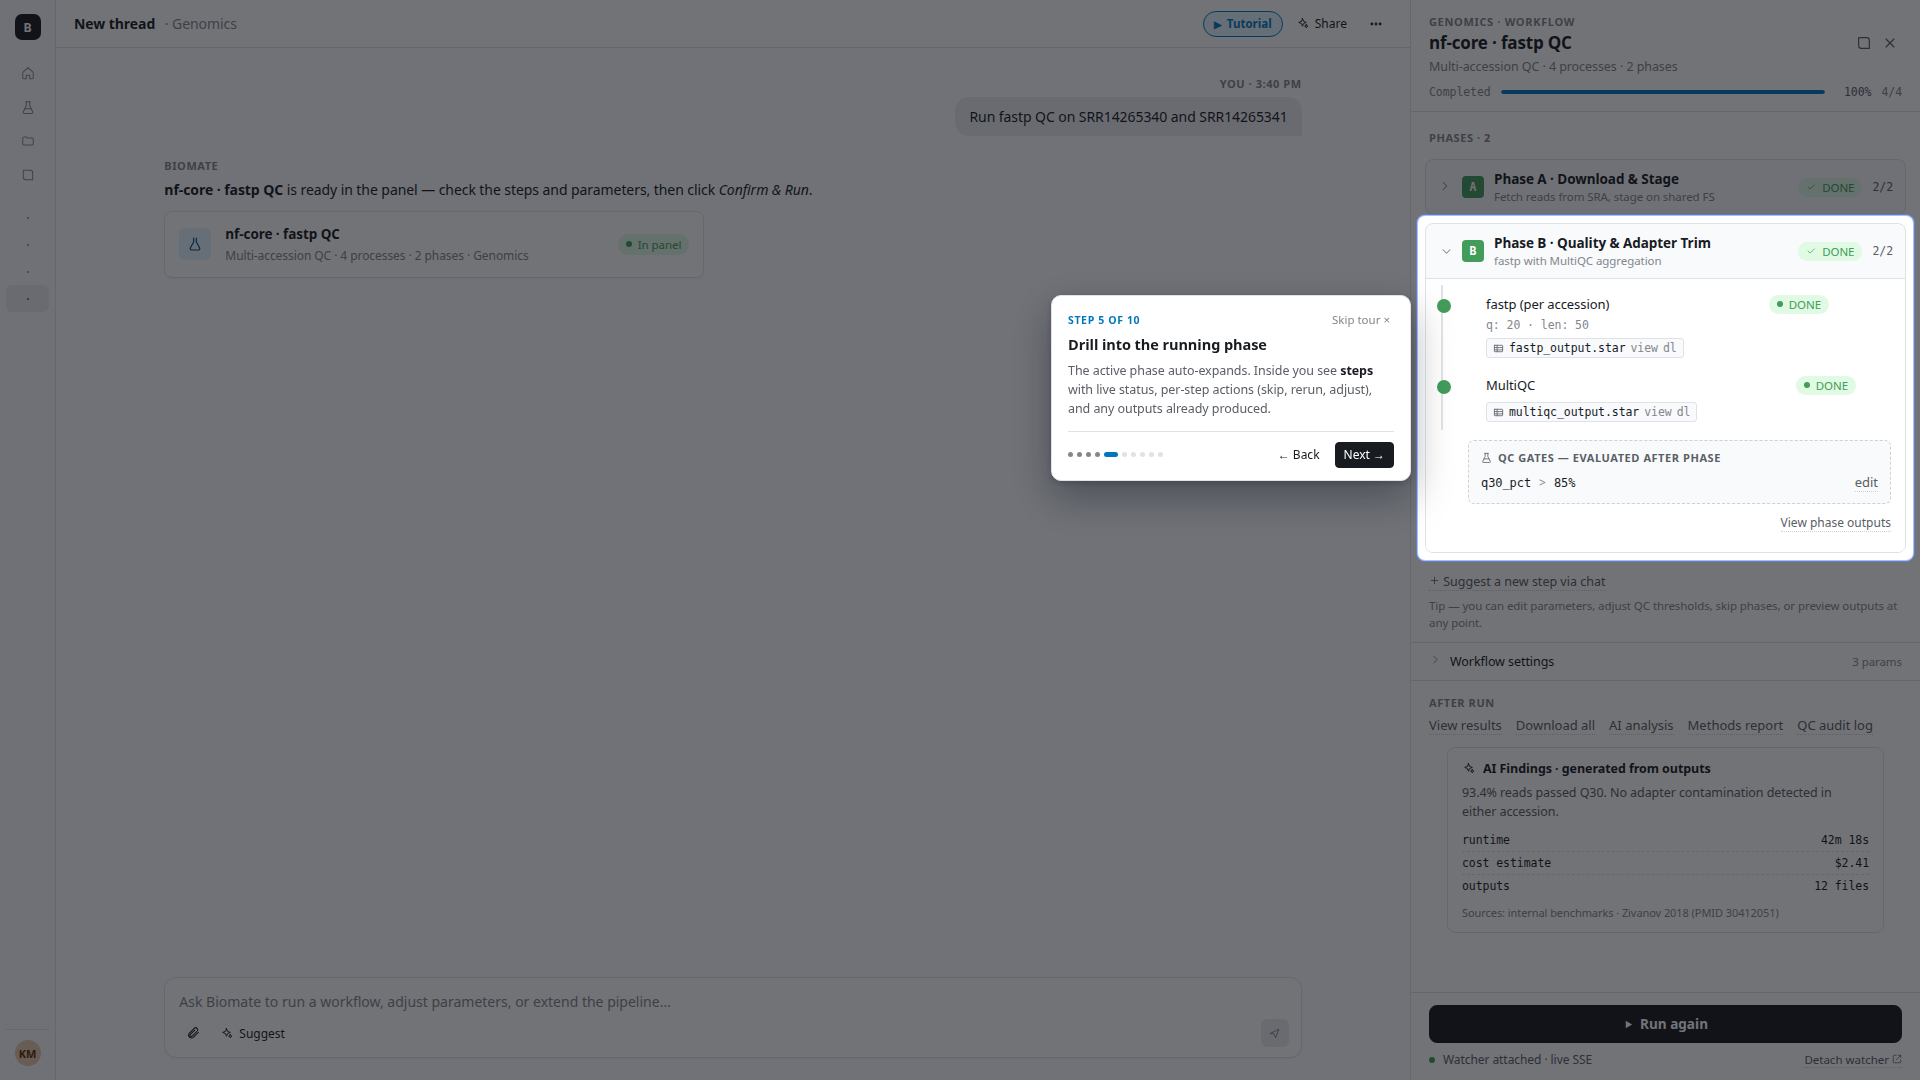 B
New thread · Genomics
▶ Tutorial
Share
•••
YOU · 3:40 PM
Run fastp QC on SRR14265340 and SRR14265341
BIOMATE
nf-core · fastp QC is ready in the panel — check the steps and parameters, then click Confirm & Run.
nf-core · fastp QC
Multi-accession QC · 4 processes · 2 phases · Genomics
In panel
STEP 5 OF 10
Skip tour ×
Drill into the running phase
The active phase auto-expands. Inside you see steps
with live status, per-step actions (skip, rerun, adjust),
and any outputs already produced.
← Back
Next →
Ask Biomate to run a workflow, adjust parameters, or extend the pipeline...
Suggest
KM
GENOMICS · WORKFLOW
nf-core · fastp QC
Multi-accession QC · 4 processes · 2 phases
Completed 100% 4/4
PHASES · 2
A
Phase A · Download & Stage
Fetch reads from SRA, stage on shared FS
DONE 2/2
B
Phase B · Quality & Adapter Trim
fastp with MultiQC aggregation
DONE 2/2
fastp (per accession)
DONE
q: 20 · len: 50
fastp_output.star view dl
MultiQC
DONE
multiqc_output.star view dl
QC GATES — EVALUATED AFTER PHASE
q30_pct > 85%
edit
View phase outputs
+ Suggest a new step via chat
Tip — you can edit parameters, adjust QC thresholds, skip phases, or preview outputs at
any point.
Workflow settings
3 params
AFTER RUN
View results Download all AI analysis Methods report QC audit log
AI Findings · generated from outputs
93.4% reads passed Q30. No adapter contamination detected in
either accession.
runtime 42m 18s
cost estimate $2.41
outputs 12 files
Sources: internal benchmarks · Zivanov 2018 (PMID 30412051)
Run again
Watcher attached · live SSE
Detach watcher